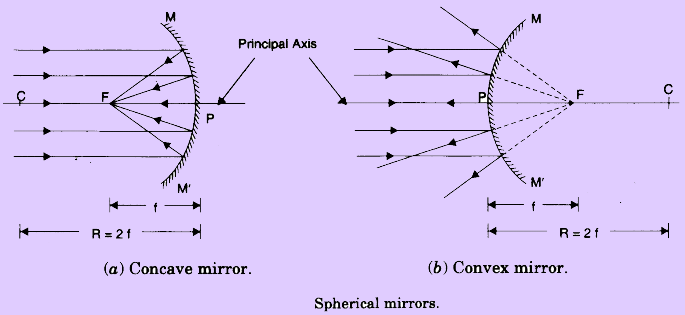 M M
Principal Axis
C F P P F C
M' M'
f f
R = 2 f R = 2 f
(a) Concave mirror. (b) Convex mirror.
Spherical mirrors.